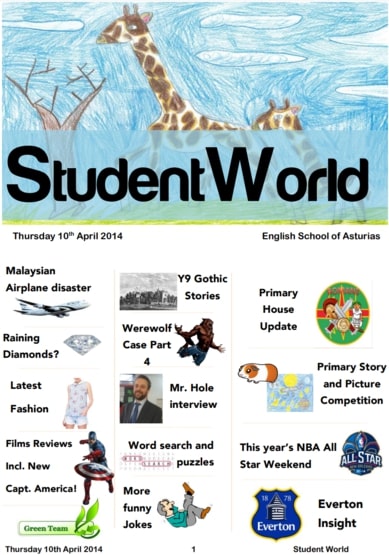 StudentWorld
Thursday 10th April 2014
English School of Asturias
Malaysian
Airplane disaster
Raining
Diamonds?
Latest
Fashion
Films Reviews
Incl. New
Capt. America!
Green Team
Y9 Gothic
Stories
Werewolf
Case Part
4
Mr. Hole
interview
Word search and
puzzles
More
funny
Jokes
Primary
House
Update
Primary Story
and Picture
Competition
This year's NBA All
Star Weekend
ALL STAR
18 78
Everton
Everton
Insight
Thursday 10th April 2014
1
Student World